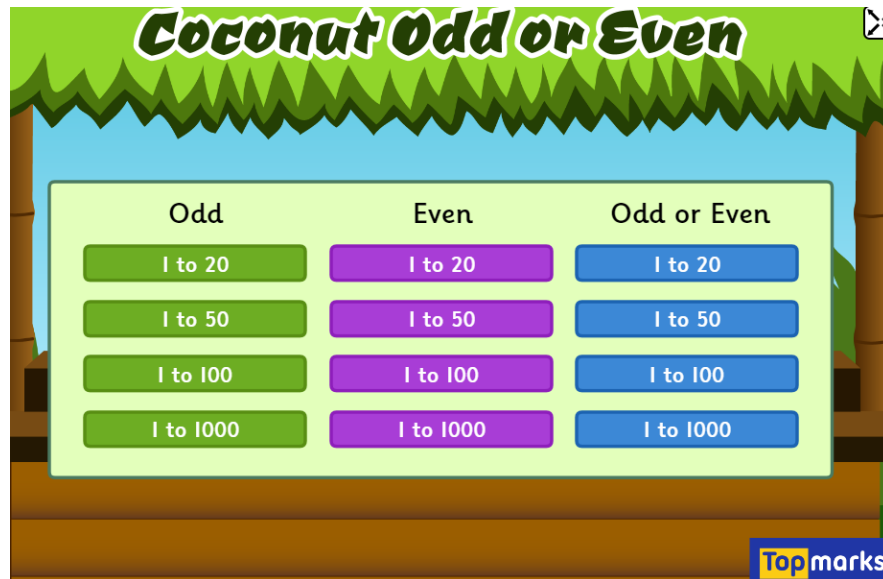 Coconut Odd or Even
Odd Even Odd or Even
1 to 20 1 to 20 1 to 20
1 to 50 1 to 50 1 to 50
1 to 100 1 to 100 1 to 100
1 to 1000 1 to 1000 1 to 1000
Topmarks